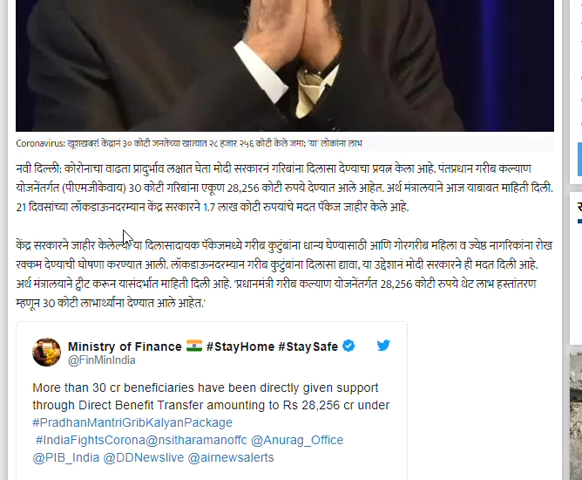 Coronavirus: खूशखबर! केंद्रानं ३० कोटी जनतेच्या खात्यात २८ हजार २५६ कोटी केले जमा; 'या' लोकांना लाभ
नवी दिल्ली: कोरोनाचा वाढता प्रादुर्भाव लक्षात घेता मोदी सरकारनं गरिबांना दिलासा देण्याचा प्रयत्न केला आहे. पंतप्रधान गरीब कल्याण
योजनेंतर्गत (पीएमजीकेवाय) 30 कोटी गरिबांना एकूण 28,256 कोटी रुपये देण्यात आले आहेत. अर्थ मंत्रालयाने आज याबाबत माहिती दिली.
21 दिवसांच्या लॉकडाऊनदरम्यान केंद्र सरकारने 1.7 लाख कोटी रुपयांचे मदत पॅकेज जाहीर केले आहे.
केंद्र सरकारने जाहीर केलेल्या या दिलासादायक पॅकेजमध्ये गरीब कुटुंबांना धान्य घेण्यासाठी आणि गोरगरीब महिला व ज्येष्ठ नागरिकांना रोख
रक्कम देण्याची घोषणा करण्यात आली. लॉकडाऊनदरम्यान गरीब कुटुंबांना दिलासा द्यावा, या उद्देशानं मोदी सरकारने ही मदत दिली आहे.
अर्थ मंत्रालयाने ट्वीट करून यासंदर्भात माहिती दिली आहे. 'प्रधानमंत्री गरीब कल्याण योजनेंतर्गत 28,256 कोटी रुपये थेट लाभ हस्तांतरण
म्हणून 30 कोटी लाभार्थ्यांना देण्यात आले आहेत.'
Ministry of Finance 🇮🇳 #StayHome #StaySafe
@FinMinIndia
More than 30 cr beneficiaries have been directly given support
through Direct Benefit Transfer amounting to Rs 28,256 cr under
#PradhanMantriGribKalyanPackage
#IndiaFightsCorona@nsitharamanoffc @Anurag_Office
@PIB_India @DDNewslive @airnewsalerts